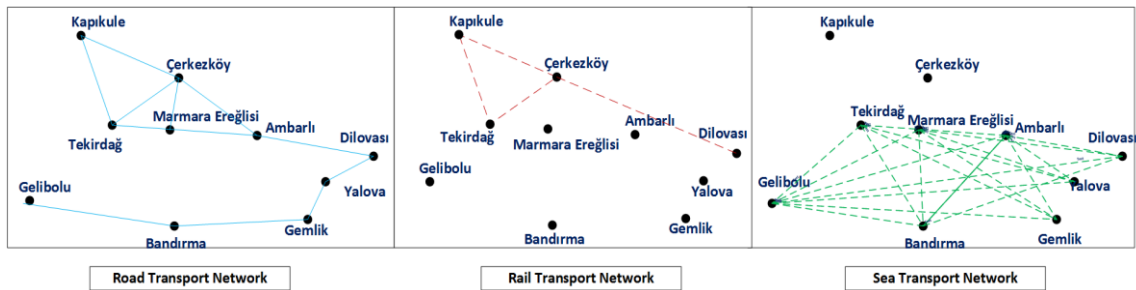 Kapıkule
Çerkezköy
Marmara Ereğlisi
Ambarlı
Tekirdağ
Dilovası
Gelibolu
Yalova
Gemlik
Bandırma
Road Transport Network
Kapıkule
Çerkezköy
Ambarlı
Tekirdağ
Marmara Ereğlisi
Dilovası
Gelibolu
Yalova
Gemlik
Bandırma
Rail Transport Network
Kapıkule
Çerkezköy
Tekirdağ
Marmara Ereğlisi
Ambarlı
Dilovası
Yalova
Gelibolu
Bandırma
Gemlik
Sea Transport Network